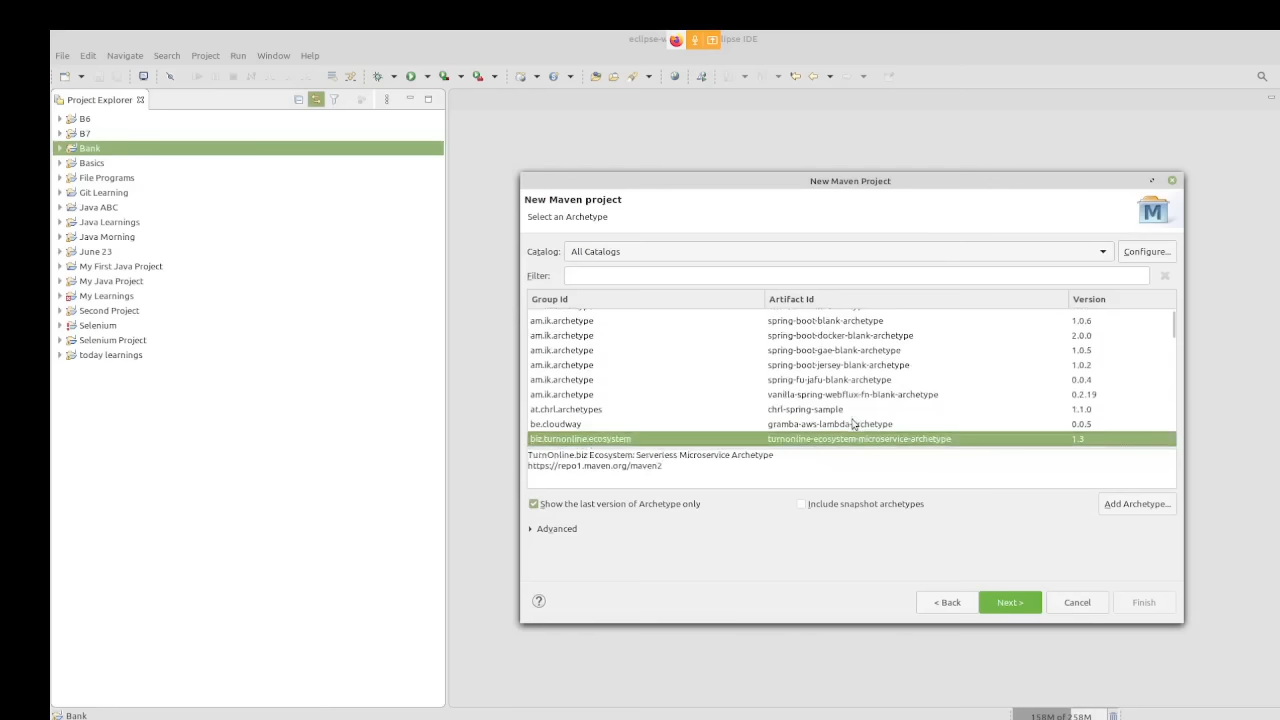 eclipse-w
lipse IDE
File Edit Navigate Search Project Run Window Help
Project Explorer
B6
B7
Bank
Basics
File Programs
Git Learning
Java ABC
Java Learnings
Java Morning
June 23
My First Java Project
My Java Project
My Learnings
Second Project
Selenium
Selenium Project
today learnings
New Maven Project
New Maven project
Select an Archetype
M
Catalog: All Catalogs Configure...
Filter:
Group Id Artifact Id Version
am.ik.archetype spring-boot-blank-archetype 1.0.6
am.ik.archetype spring-boot-docker-blank-archetype 2.0.0
am.ik.archetype spring-boot-gae-blank-archetype 1.0.5
am.ik.archetype spring-boot-jersey-blank-archetype 1.0.2
am.ik.archetype spring-fu-jafu-blank-archetype 0.0.4
am.ik.archetype vanilla-spring-webflux-fn-blank-archetype 0.2.19
at.chrl.archetypes chrl-spring-sample 1.1.0
be.cloudway gramba-aws-lambda-archetype 0.0.5
biz.turnonline.ecosystem turnonline-ecosystem-microservice-archetype 1.3
TurnOnline.biz Ecosystem: Serverless Microservice Archetype
https://repo1.maven.org/maven2
Show the last version of Archetype only Include snapshot archetypes Add Archetype...
Advanced
? < Back Next > Cancel Finish
Bank 158M of 258M